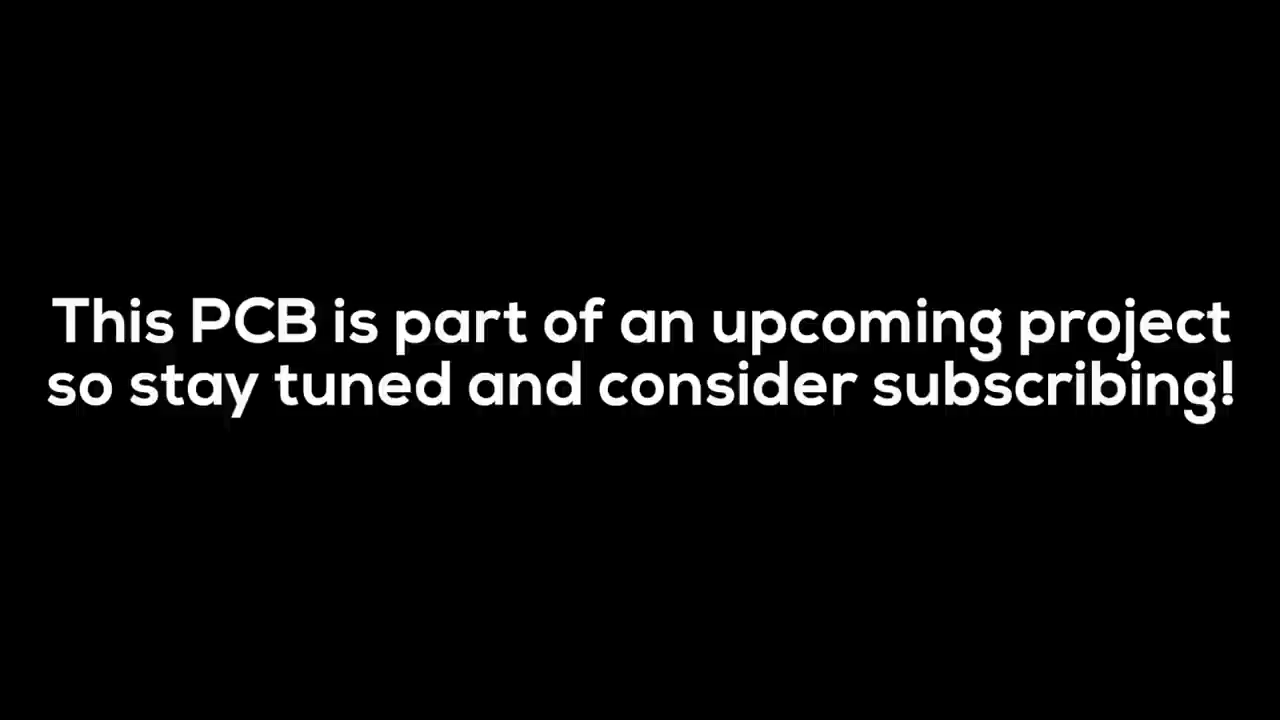 This PCB is part of an upcoming project
so stay tuned and consider subscribing!